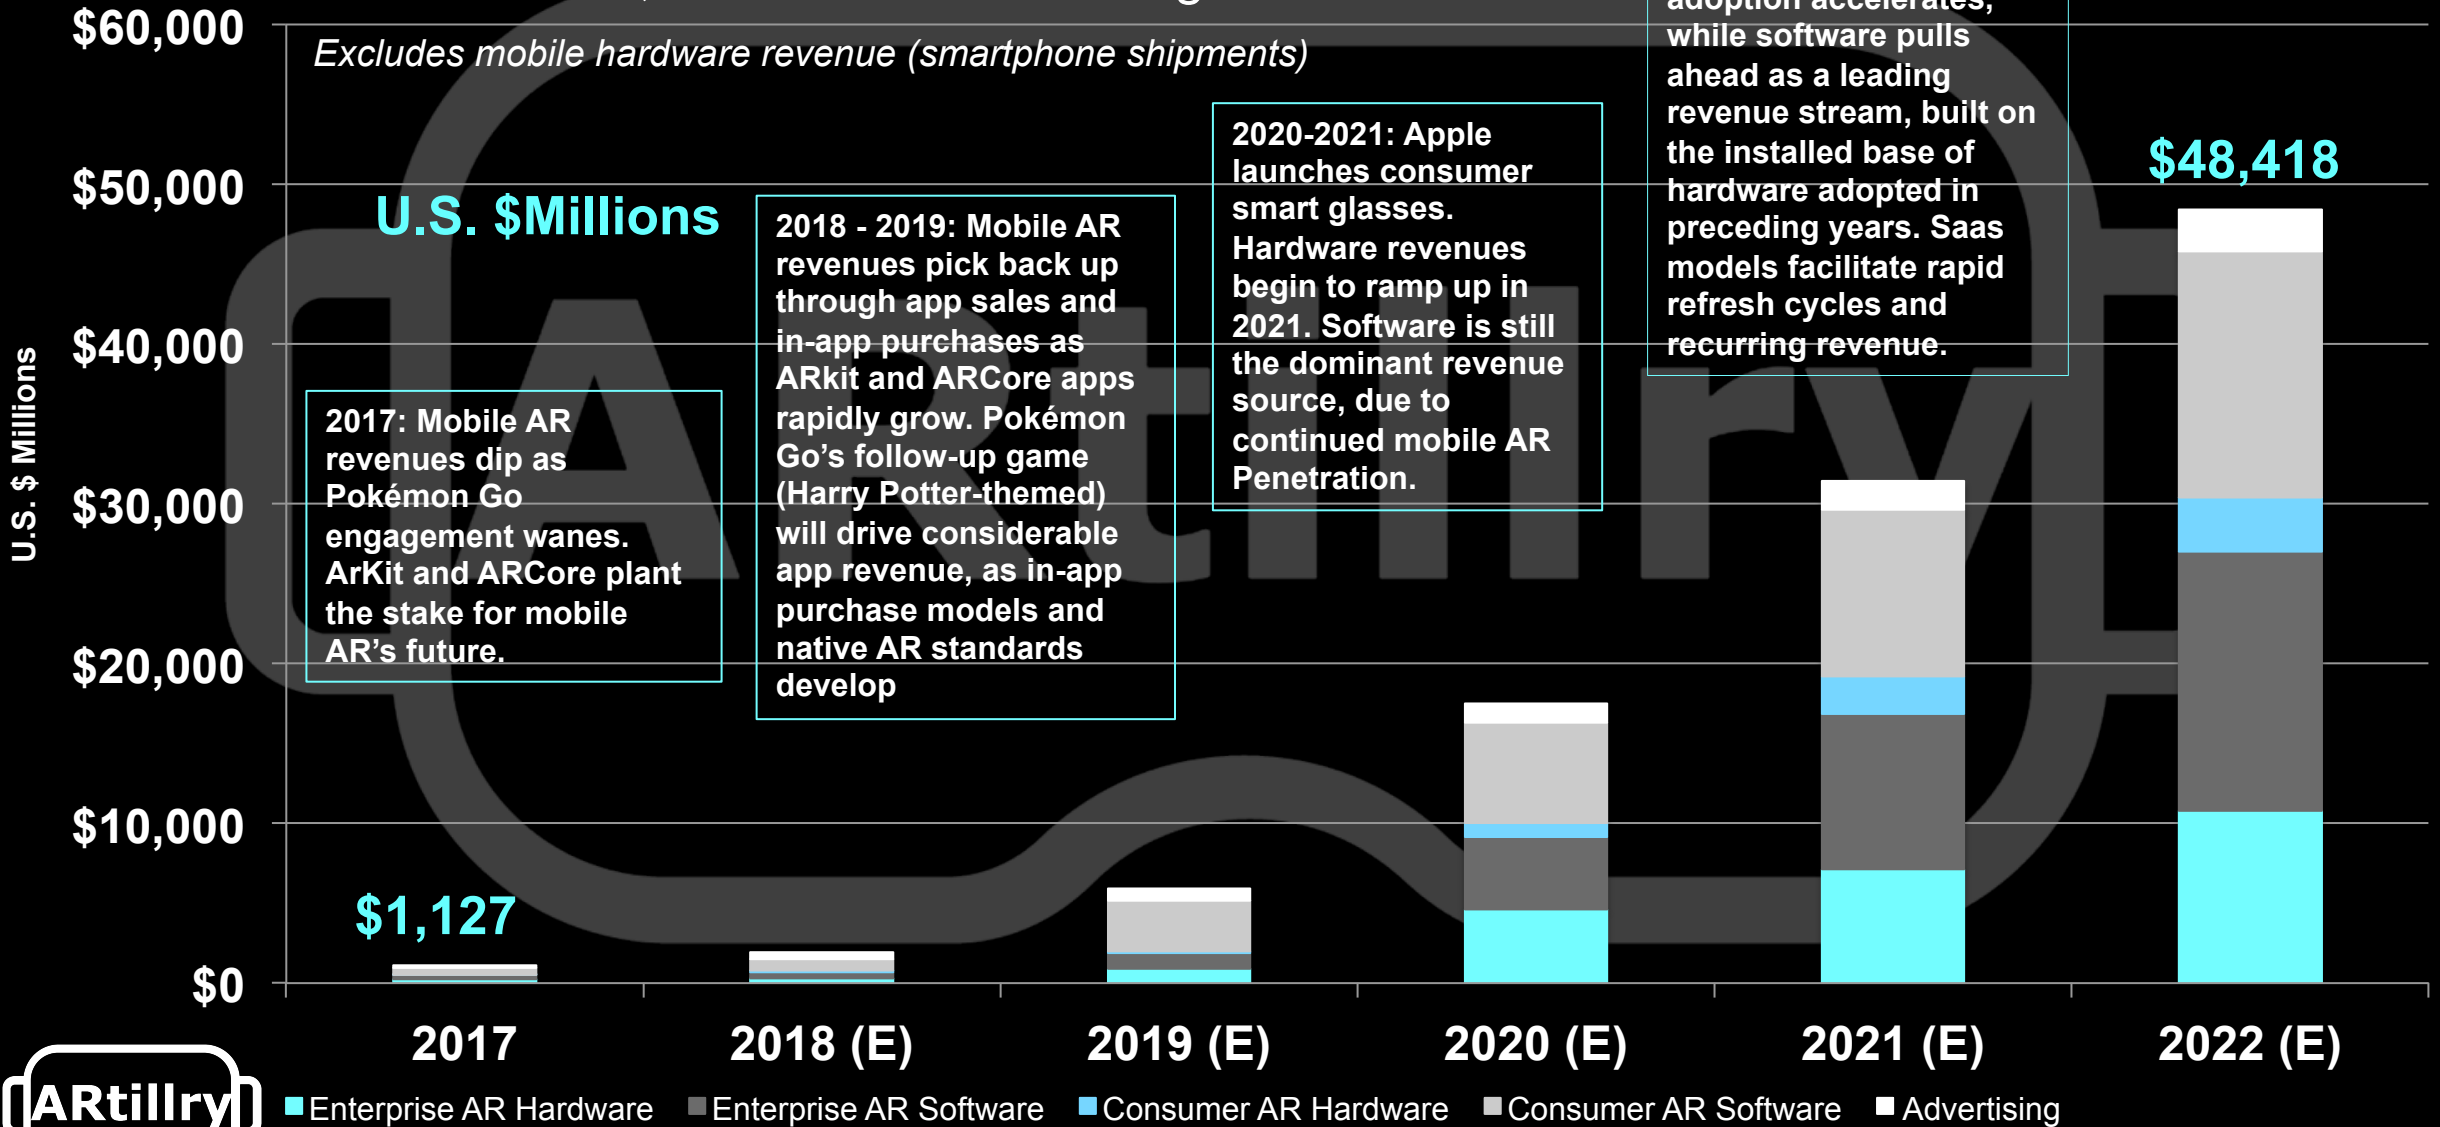 $60,000
$50,000
$40,000
$30,000
$20,000
$10,000
$0
U.S. $ Millions
Excludes mobile hardware revenue (smartphone shipments)
U.S. $Millions
2017: Mobile AR
revenues dip as
Pokémon Go
engagement wanes.
ArKit and ARCore plant
the stake for mobile
AR’s future.
2018 - 2019: Mobile AR
revenues pick back up
through app sales and
in-app purchases as
ARkit and ARCore apps
rapidly grow. Pokémon
Go’s follow-up game
(Harry Potter-themed)
will drive considerable
app revenue, as in-app
purchase models and
native AR standards
develop
2020-2021: Apple
launches consumer
smart glasses.
Hardware revenues
begin to ramp up in
2021. Software is still
the dominant revenue
source, due to
continued mobile AR
Penetration.
adoption accelerates,
while software pulls
ahead as a leading
revenue stream, built on
the installed base of
hardware adopted in
preceding years. Saas
models facilitate rapid
refresh cycles and
recurring revenue.
$1,127
$48,418
ARtillry
2017
2018 (E)
2019 (E)
2020 (E)
2021 (E)
2022 (E)
ARtillry
Enterprise AR Hardware
Enterprise AR Software
Consumer AR Hardware
Consumer AR Software
Advertising